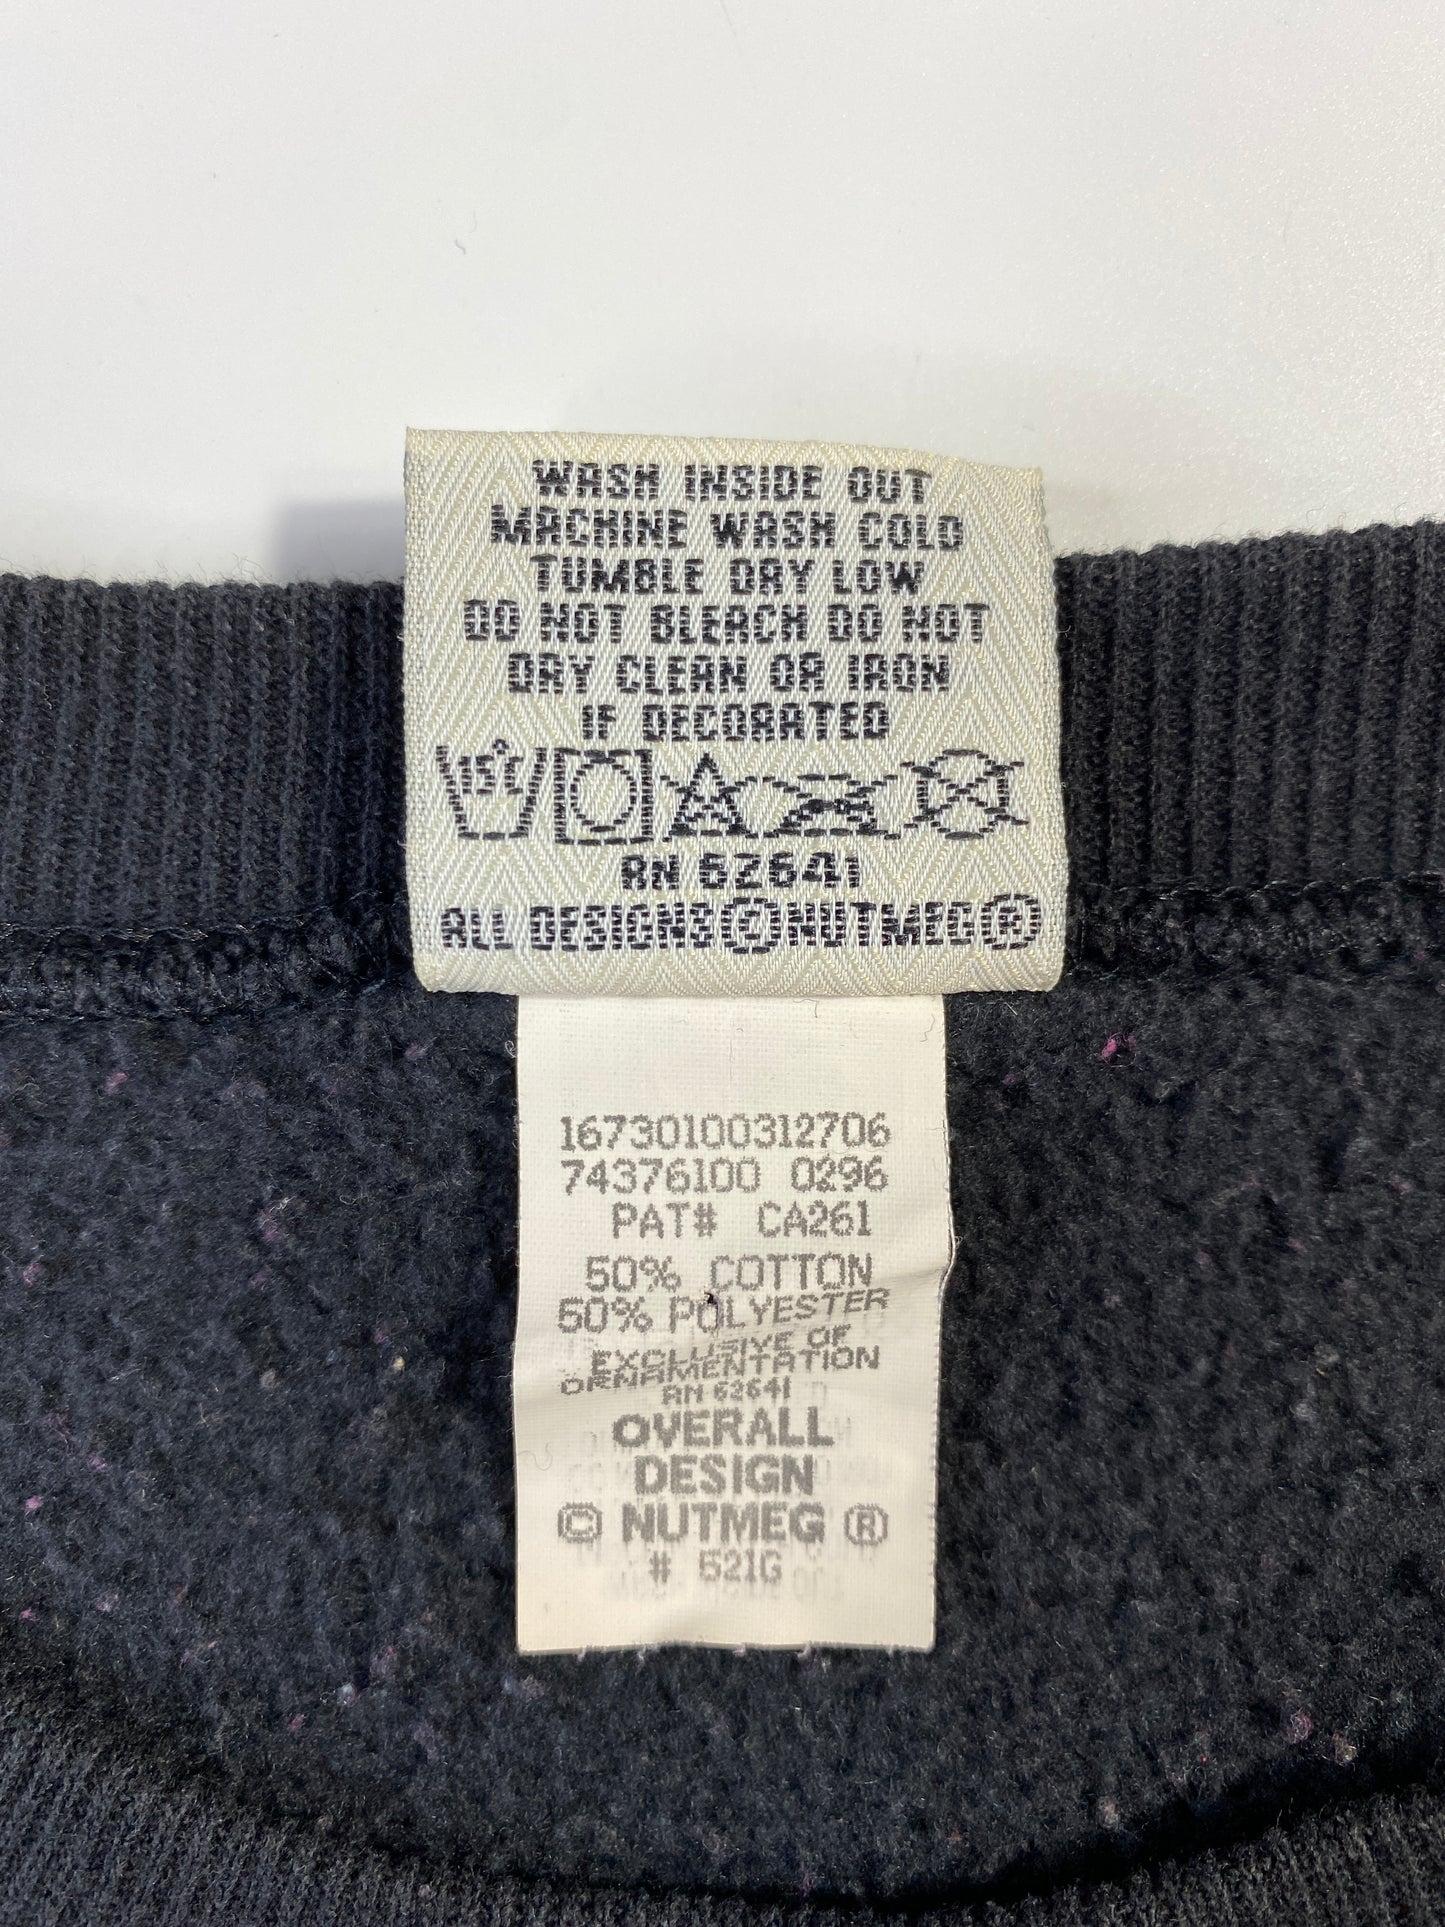 WASH INSIDE OUT
MACHINE WASH COLD
TUMBLE DRY LOW
DO NOT BLEACH DO NOT
DRY CLEAN OR IRON
IF DECORATED
15°C
RN 62641
ALL DESIGNS © NUTMEG ®
16730100312706
74376100 0296
PAT# CA261
50% COTTON
50% POLYESTER
EXCLUSIVE OF
ORNAMENTATION
RN 62641
OVERALL
DESIGN
© NUTMEG ®
# 521G